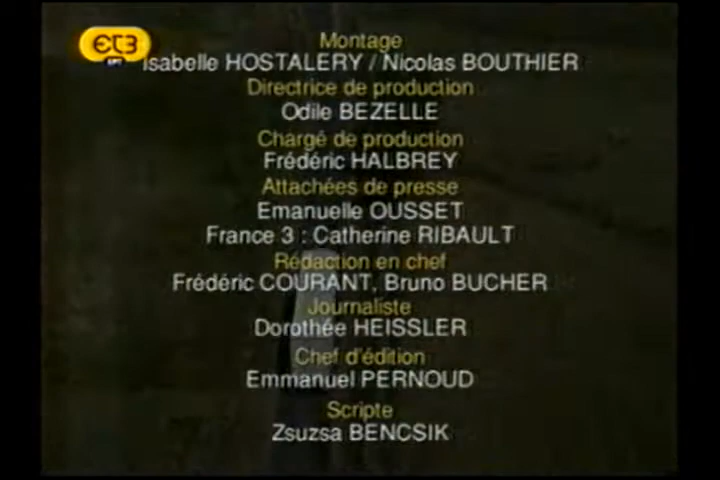 ET3
ΕΡΤ
Montage
Isabelle HOSTALERY / Nicolas BOUTHIER
Directrice de production
Odile BEZELLE
Chargé de production
Frédéric HALBREY
Attachées de presse
Emanuelle OUSSET
France 3 : Catherine RIBAULT
Rédaction en chef
Frédéric COURANT, Bruno BUCHER
Journaliste
Dorothée HEISSLER
Chef d'édition
Emmanuel PERNOUD
Scripte
Zsuzsa BENCSIK